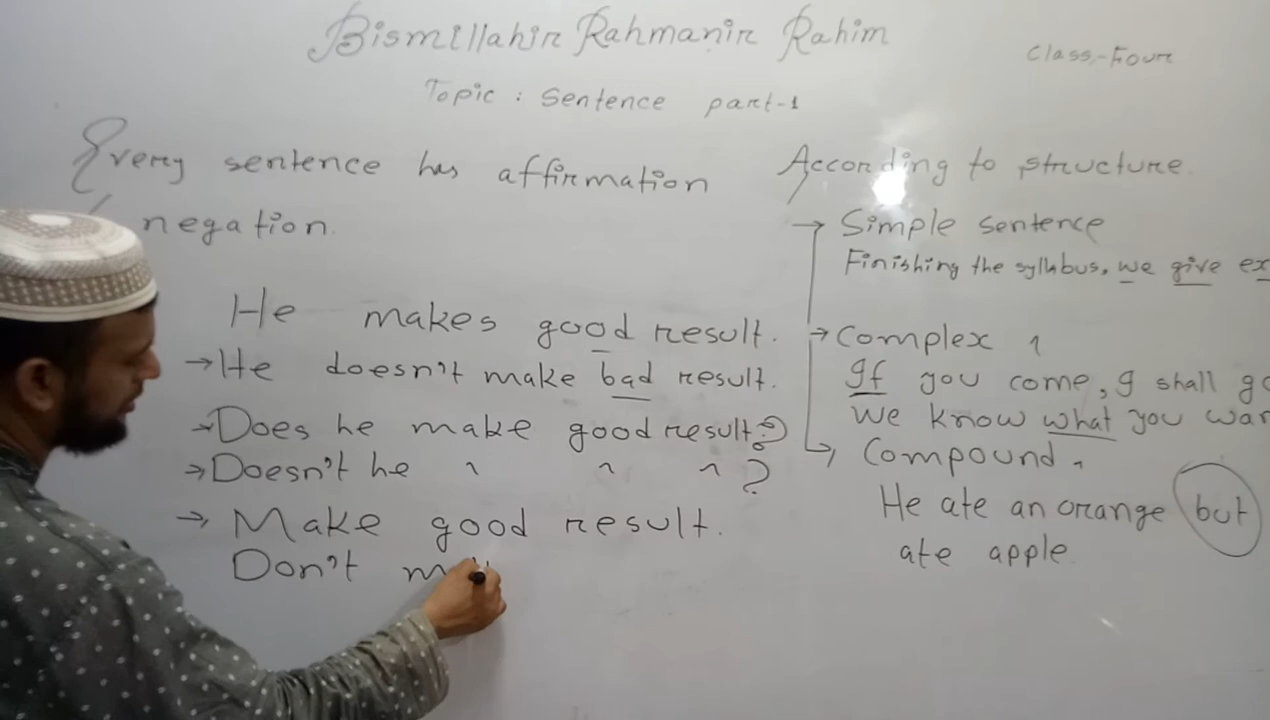 Bismillahir Rahmanir Rahim
Class-Four
Topic : Sentence part-1
Every sentence has affirmation
negation.
He makes good result.
→ He doesn't make bad result.
→ Does he make good result?
→ Doesn't he " " " ?
→ Make good result.
Don't
According to structure
→ Simple sentence
Finishing the syllabus, we give ex
→ Complex
If you come, I shall go
We know what you wan
→ Compound
He ate an orange but
ate apple